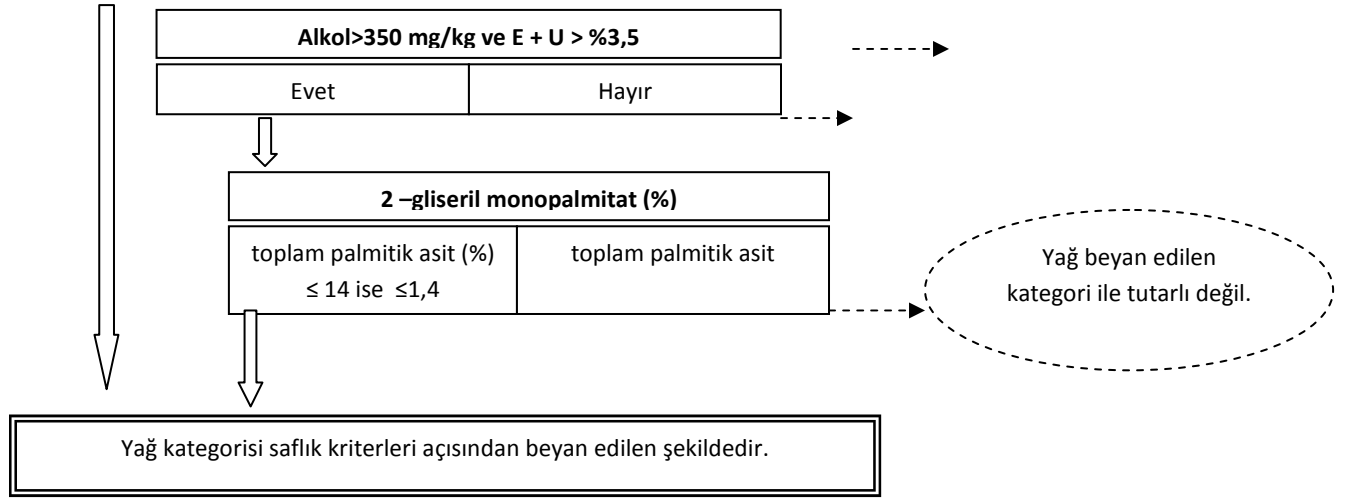 Alkol>350 mg/kg ve E + U > %3,5
Evet
Hayır
2 –gliseril monopalmitat (%)
toplam palmitik asit (%)
≤ 14 ise ≤1,4
toplam palmitik asit
Yağ beyan edilen
kategori ile tutarlı değil.
Yağ kategorisi saflık kriterleri açısından beyan edilen şekildedir.